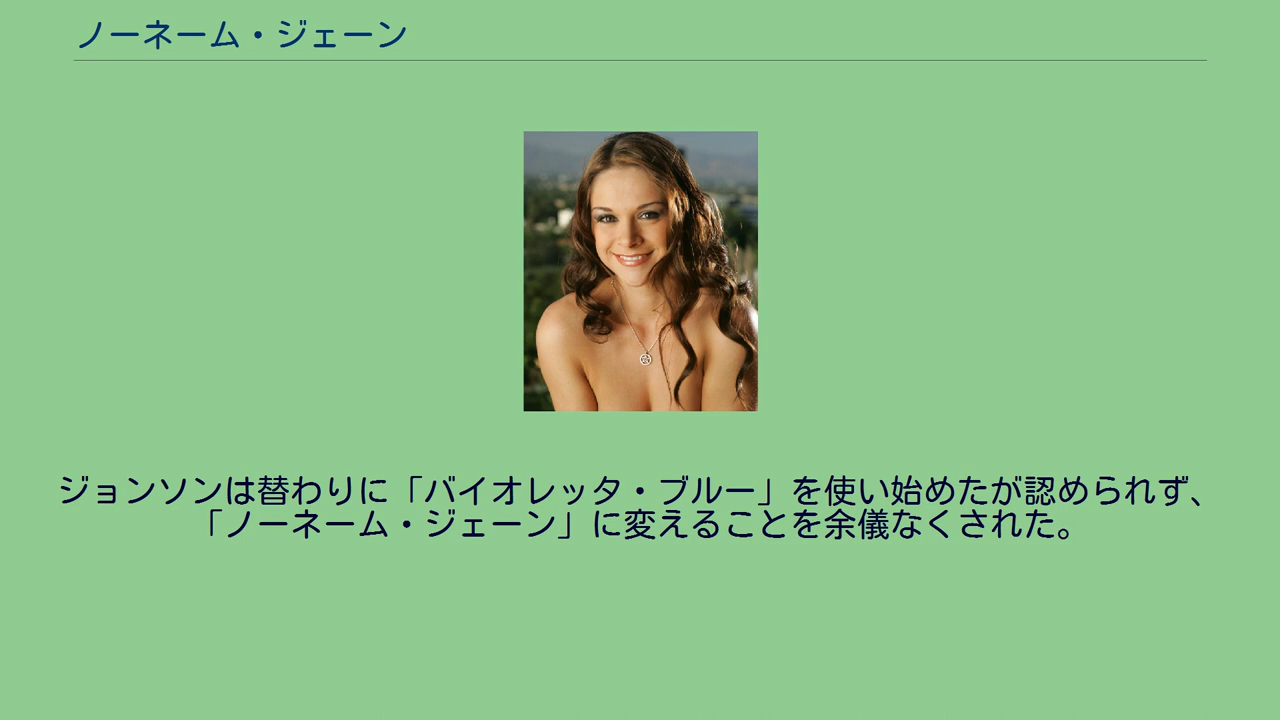 ノーネーム・ジェーン
ジョンソンは替わりに「バイオレッタ・ブルー」を使い始めたが認められず、
「ノーネーム・ジェーン」に変えることを余儀なくされた。